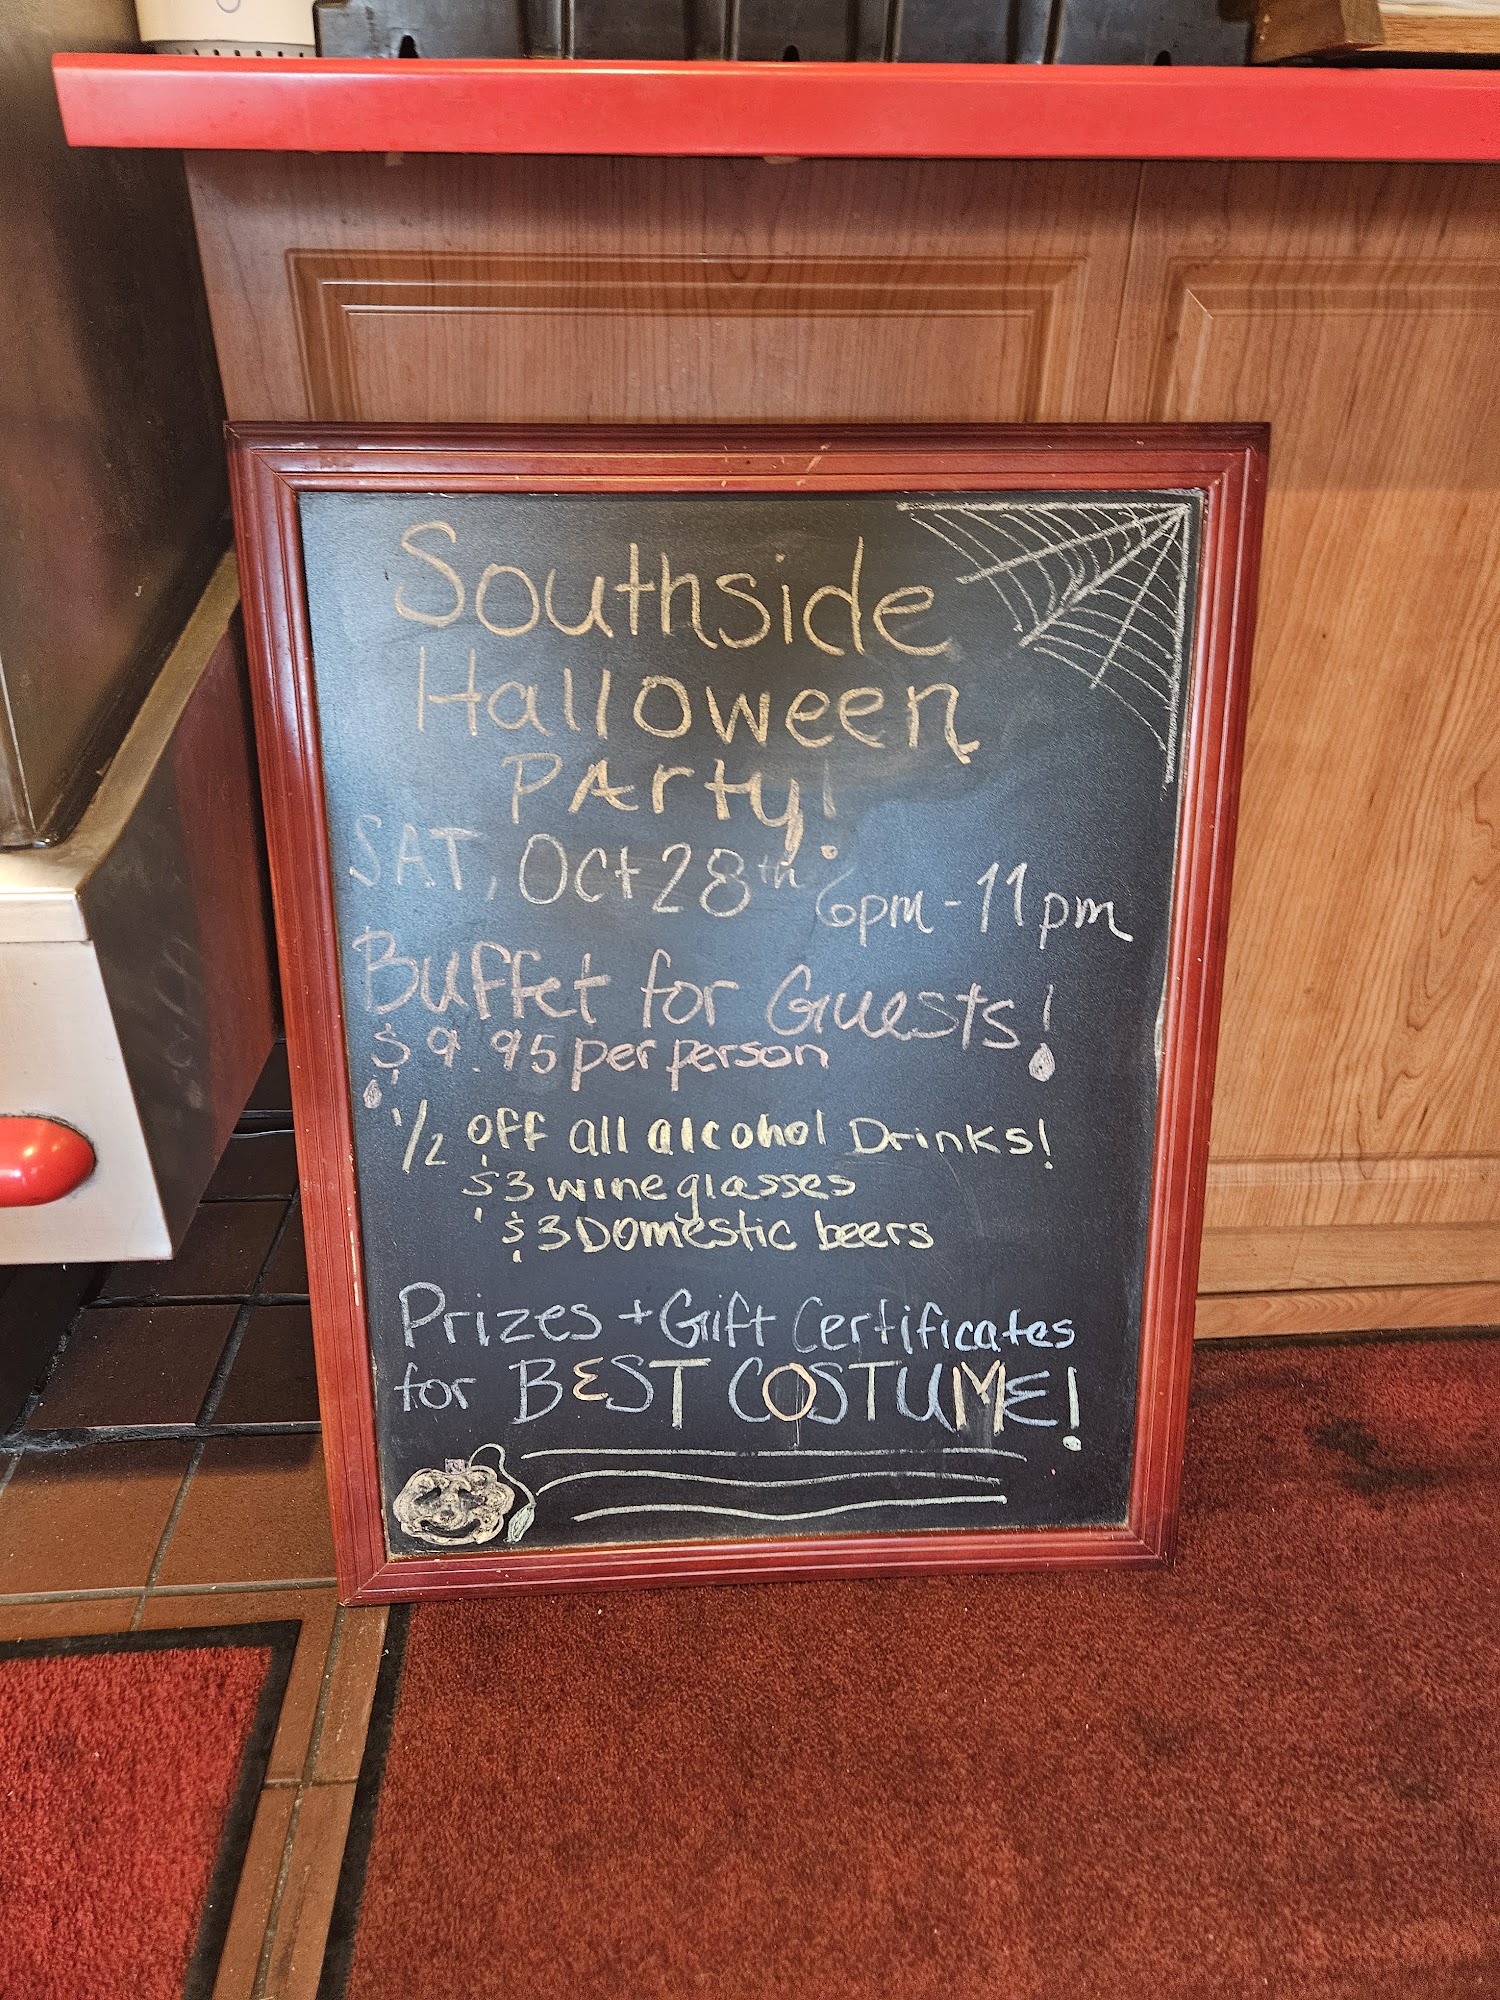 Southside
Halloween
PArty!
SAT, Oct 28th 6pm-11pm
Buffet for Guests!
$9.95 per person
1/2 off all alcohol Drinks!
$3 wine glasses
$3 Domestic beers
Prizes + Gift Certificates
for BEST COSTUME!